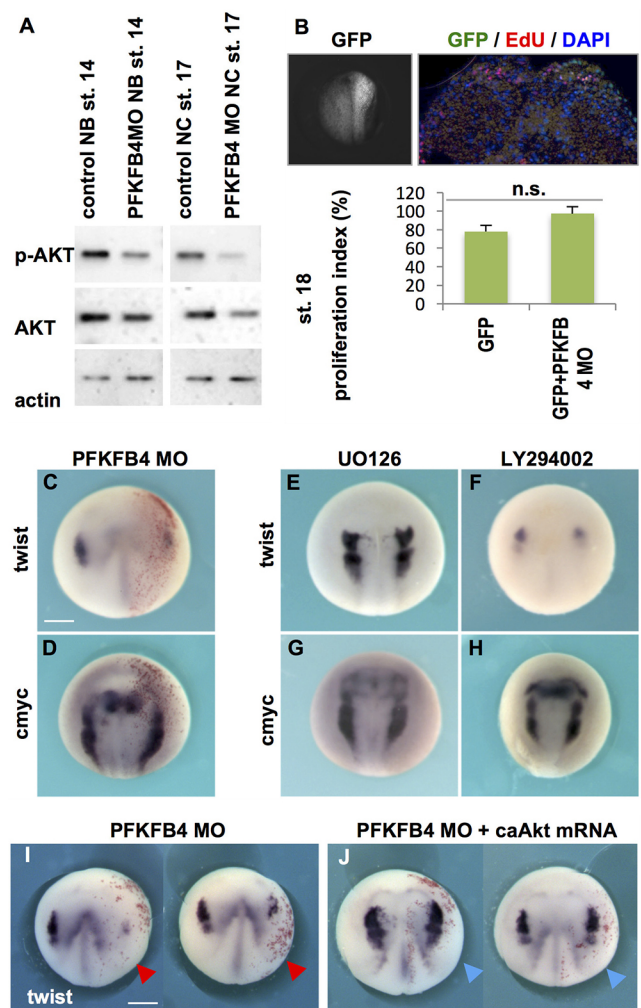 A
control NB st. 14
PFKFB4MO NB st. 14
control NC st. 17
PFKFB4 MO NC st. 17
p-AKT
AKT
actin
B
GFP
GFP / EdU / DAPI
st. 18
proliferation index (%)
n.s.
120
100
80
60
40
20
0
GFP
GFP+PFKFB
4 MO
PFKFB4 MO
UO126
LY294002
C
E
F
twist
twist
D
G
H
cmyc
cmyc
PFKFB4 MO
PFKFB4 MO + caAkt mRNA
I
J
twist